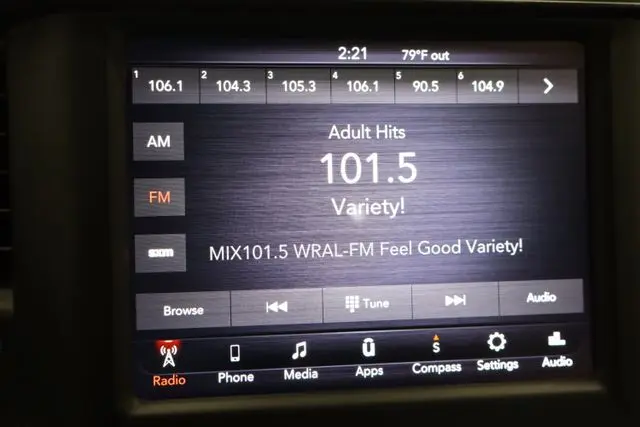 2:21 79°F out
1 106.1 2 104.3 3 105.3 4 106.1 5 90.5 6 104.9
Adult Hits
AM
101.5
FM
Variety!
MIX101.5 WRAL-FM Feel Good Variety!
sxm
Browse Tune Audio
S
Radio Phone Media Apps Compass Settings Audio